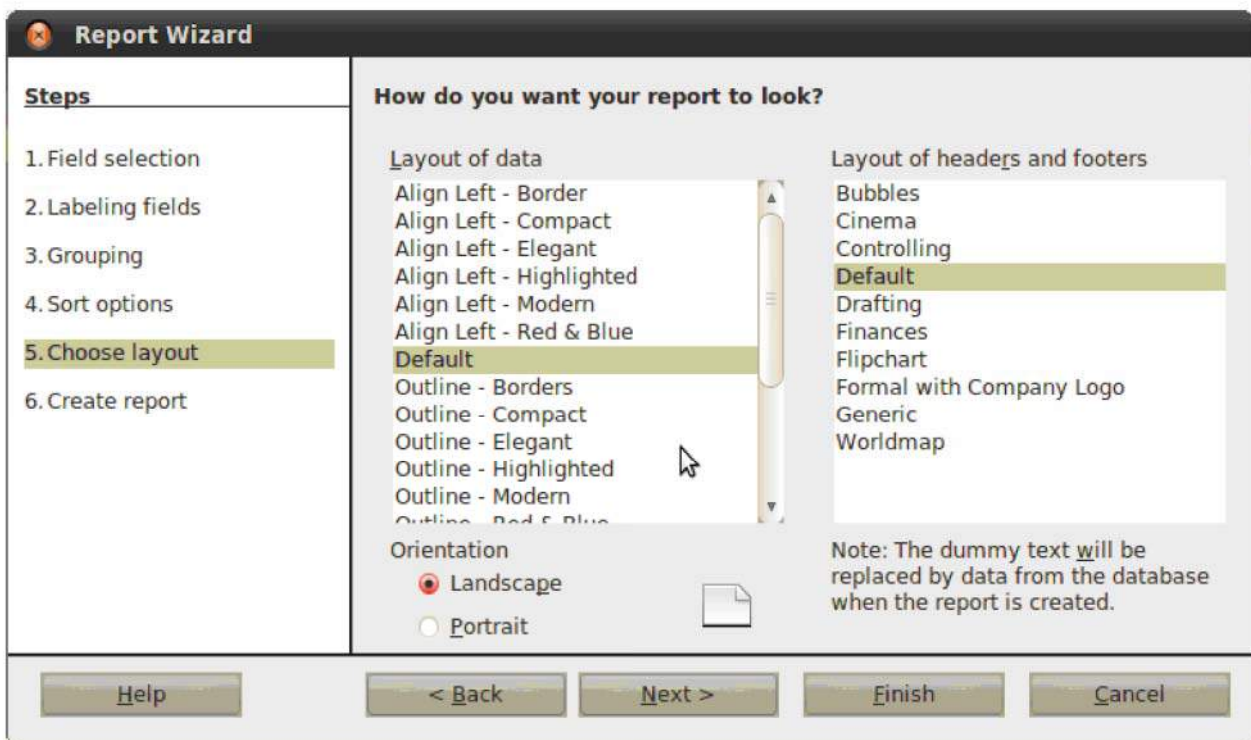 Report Wizard
Steps
1. Field selection
2. Labeling fields
3. Grouping
4. Sort options
5. Choose layout
6. Create report
How do you want your report to look?
Layout of data
Align Left - Border
Align Left - Compact
Align Left - Elegant
Align Left - Highlighted
Align Left - Modern
Align Left - Red & Blue
Default
Outline - Borders
Outline - Compact
Outline - Elegant
Outline - Highlighted
Outline - Modern
Outline - Red & Blue
Layout of headers and footers
Bubbles
Cinema
Controlling
Default
Drafting
Finances
Flipchart
Formal with Company Logo
Generic
Worldmap
Orientation
Landscape
Portrait
Note: The dummy text will be
replaced by data from the database
when the report is created.
Help
< Back
Next >
Finish
Cancel